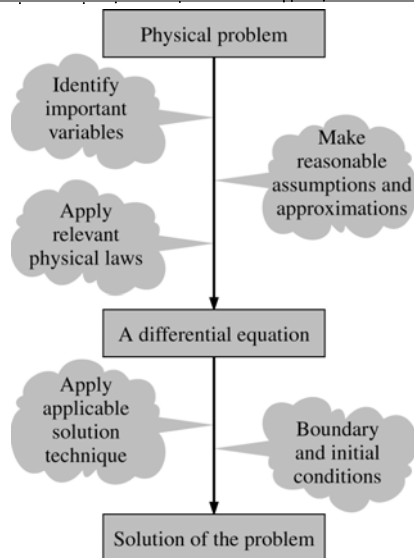 Physical problem
Identify
important
variables
Make
reasonable
assumptions and
approximations
Apply
relevant
physical laws
A differential equation
Apply
applicable
solution
technique
Boundary
and initial
conditions
Solution of the problem